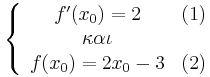 f′(x₀) = 2 (1)
και
f(x₀) = 2x₀ − 3 (2)